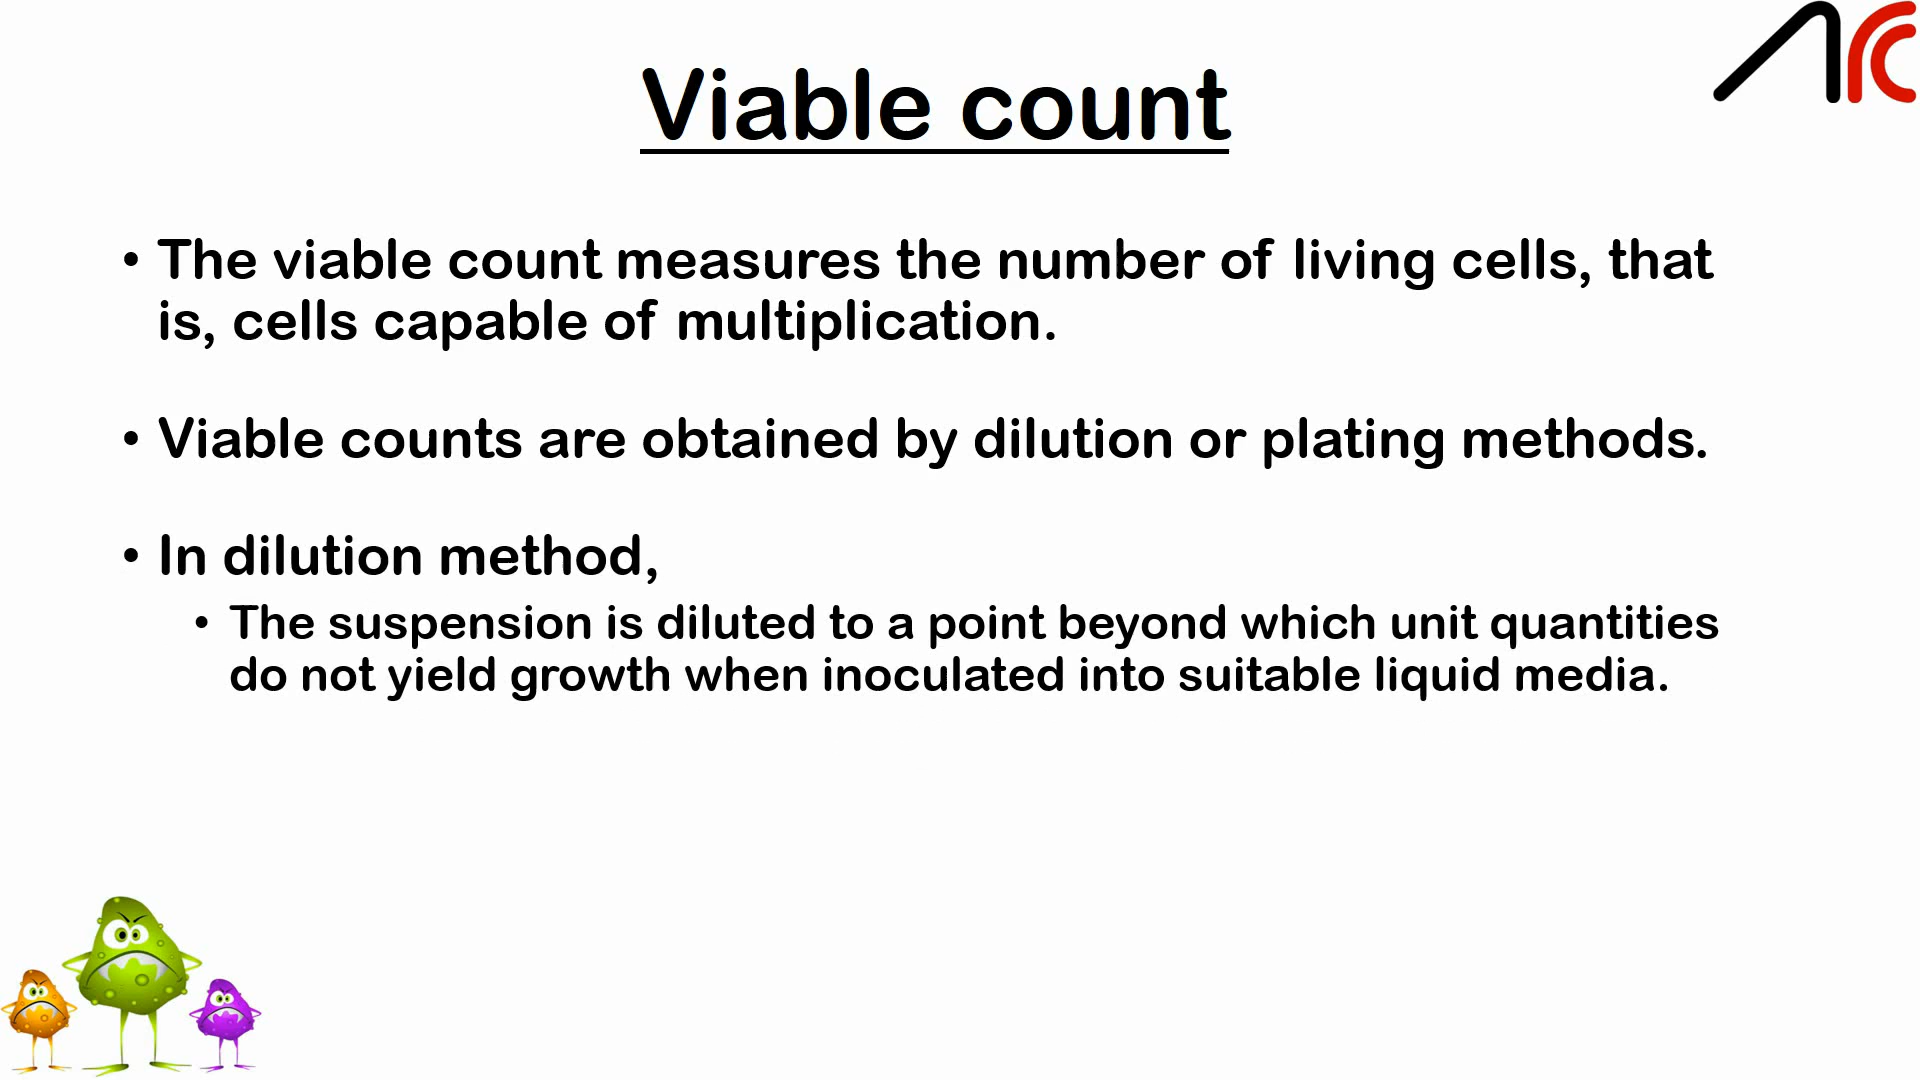 Viable count
• The viable count measures the number of living cells, that
is, cells capable of multiplication.
• Viable counts are obtained by dilution or plating methods.
• In dilution method,
• The suspension is diluted to a point beyond which unit quantities
do not yield growth when inoculated into suitable liquid media.